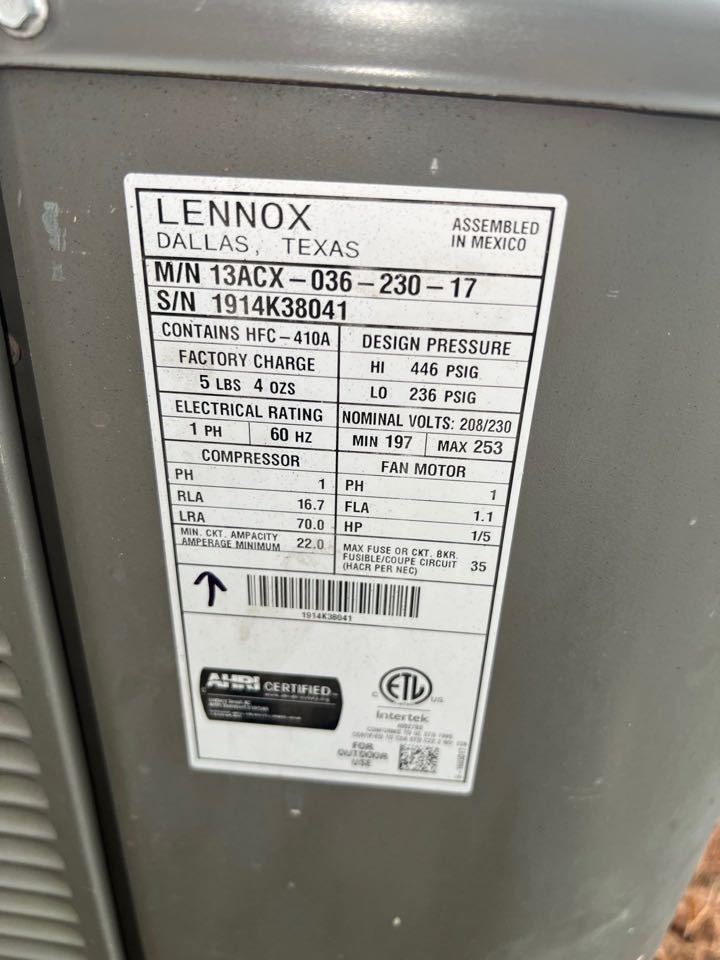 LENNOX
DALLAS, TEXAS
ASSEMBLED
IN MEXICO
M/N 13ACX-036-230-17
S/N 1914K38041
CONTAINS HFC-410A
FACTORY CHARGE
5 LBS 4 OZS
DESIGN PRESSURE
HI 446 PSIG
LO 236 PSIG
ELECTRICAL RATING
1 PH 60 HZ
NOMINAL VOLTS: 208/230
MIN 197 MAX 253
COMPRESSOR
PH 1
RLA 16.7
LRA 70.0
MIN. CKT. AMPACITY
AMPERAGE MINIMUM 22.0
FAN MOTOR
PH 1
FLA 1.1
HP 1/5
MAX FUSE OR CKT. BKR.
FUSIBLE/COUPE CIRCUIT 35
(HACR PER NEC)
1914K38041
AHRI CERTIFIED
C ETL US
Intertek
FOR
OUTDOOR
USE